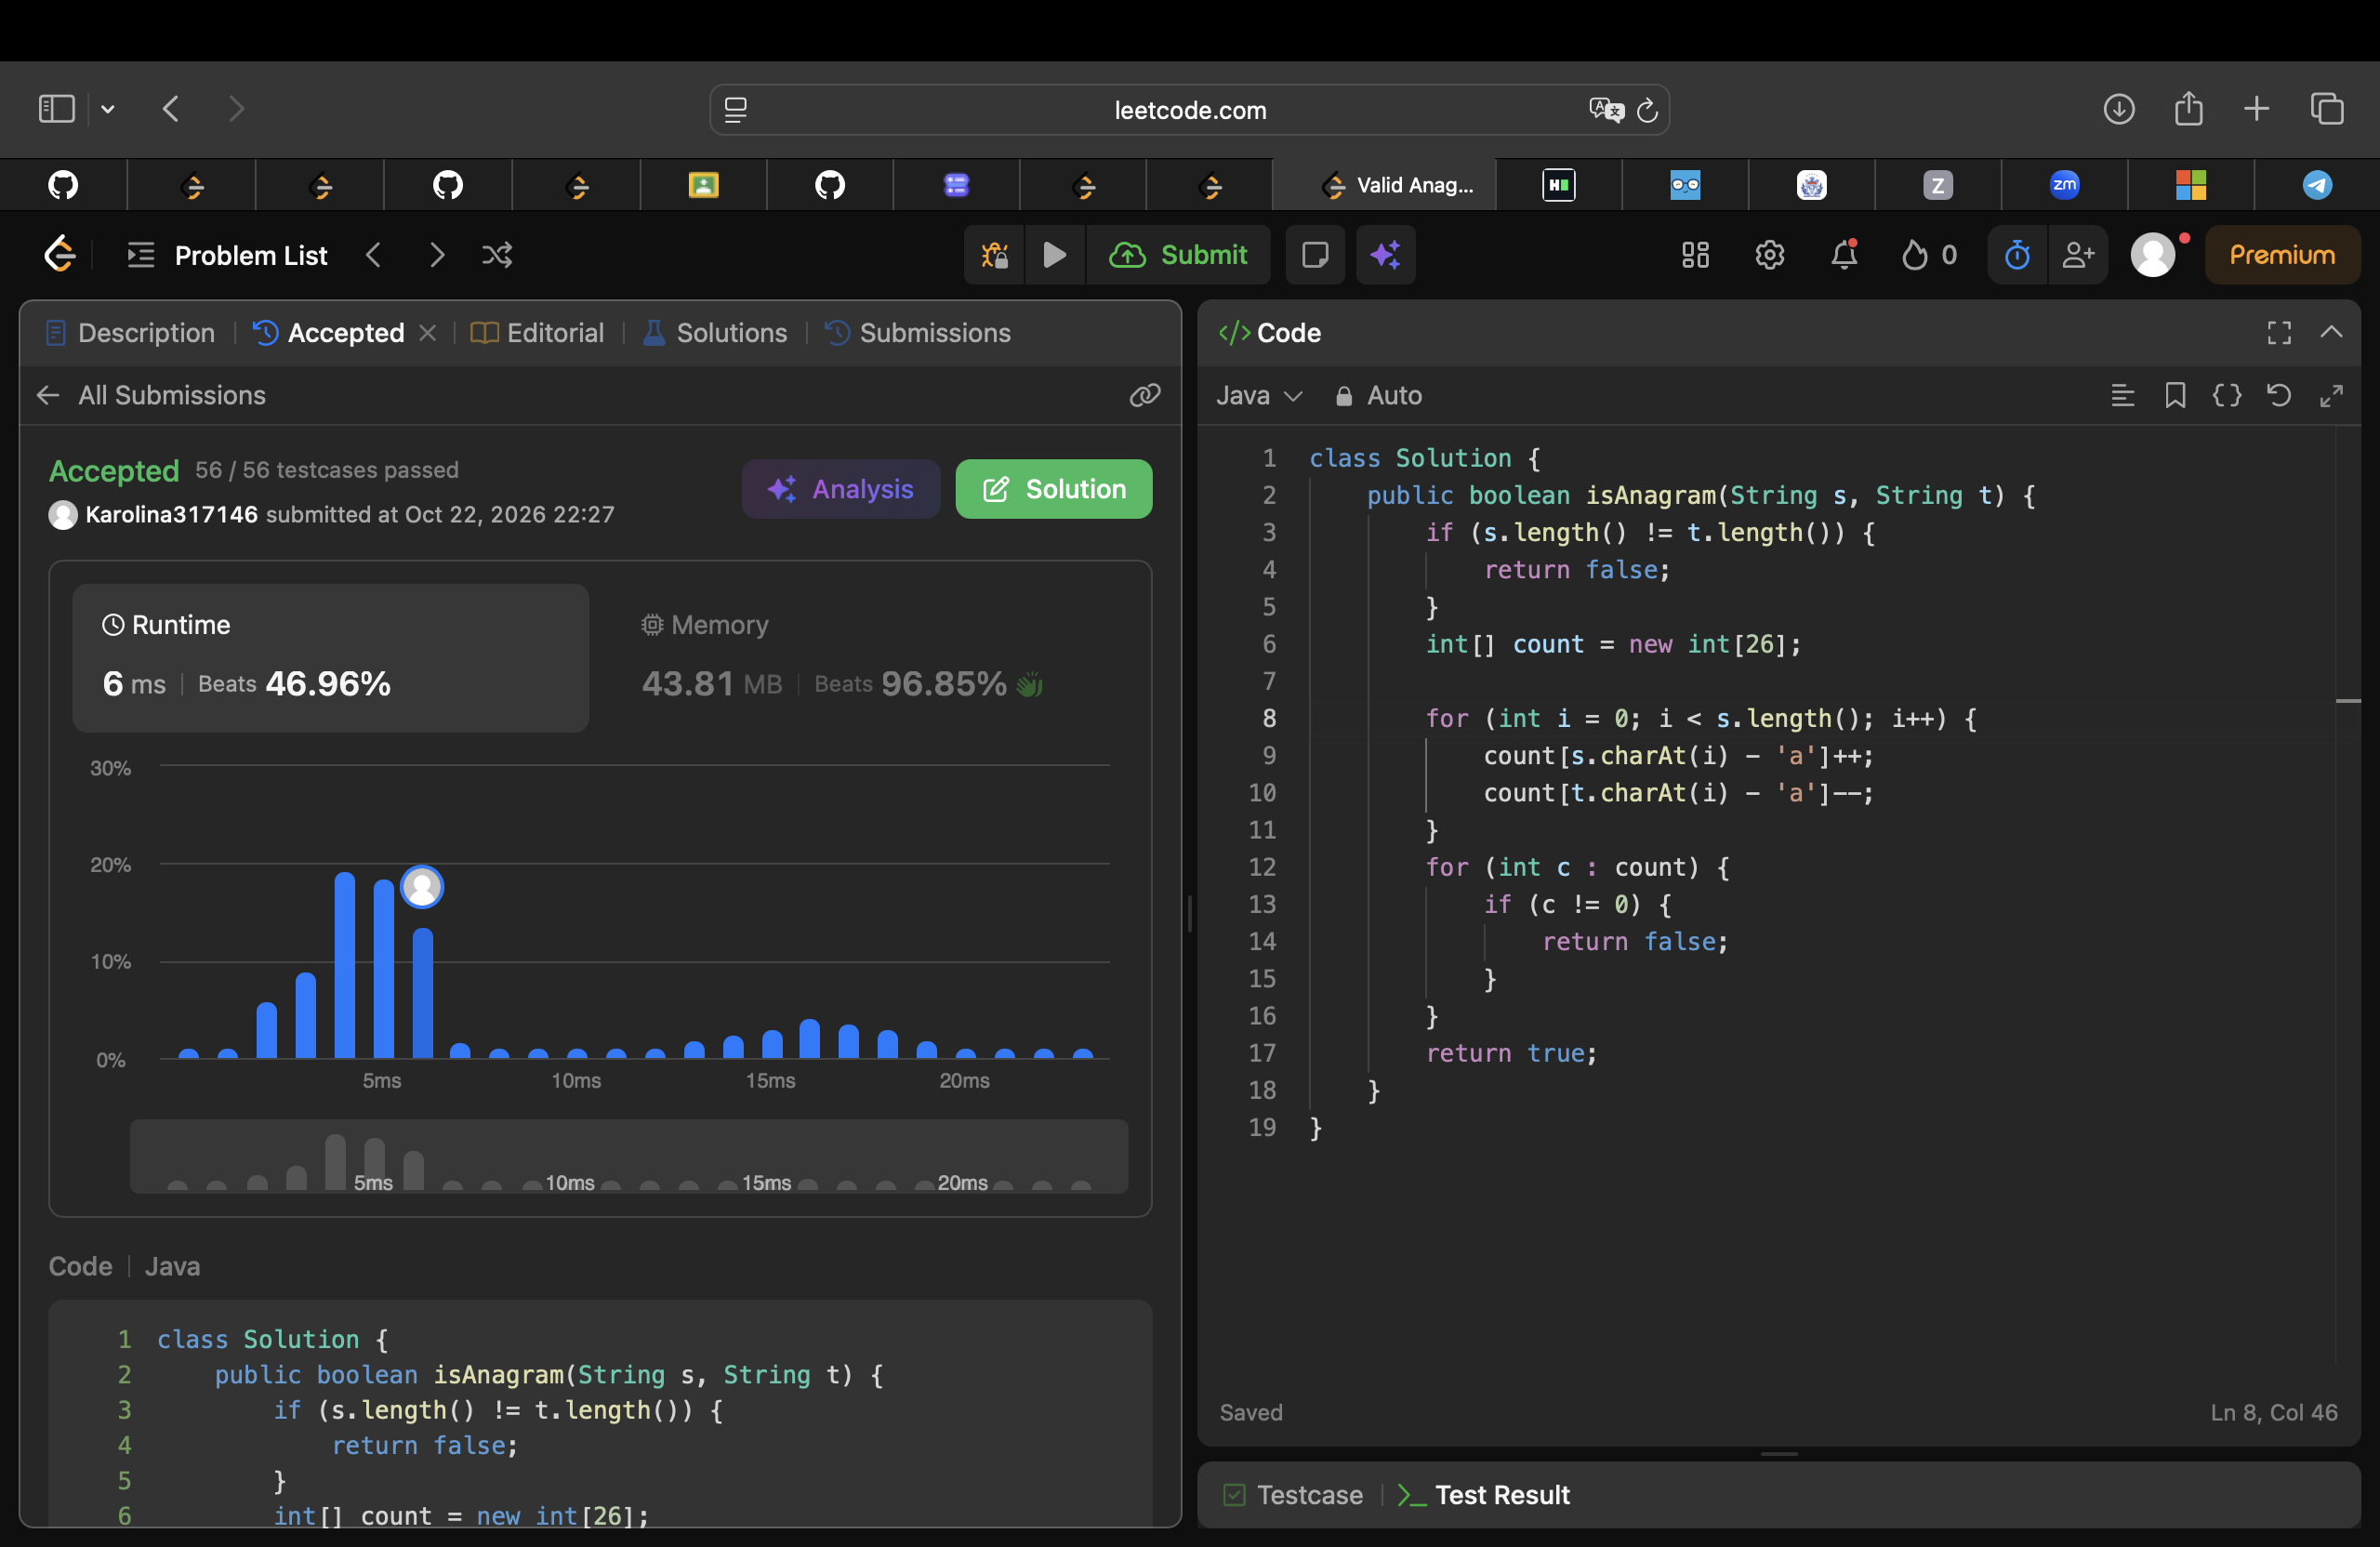 leetcode.com
Valid Anag...
Z
zm
Problem List
Submit
0
Premium
Description
Accepted
Editorial
Solutions
Submissions
All Submissions
Accepted 56 / 56 testcases passed
Karolina317146 submitted at Oct 22, 2026 22:27
Analysis
Solution
Runtime
6 ms | Beats 46.96%
Memory
43.81 MB | Beats 96.85%
30%
20%
10%
0%
5ms 10ms 15ms 20ms
5ms 10ms 15ms 20ms
Code | Java
1 class Solution {
2     public boolean isAnagram(String s, String t) {
3         if (s.length() != t.length()) {
4             return false;
5         }
6         int[] count = new int[26];
Code
Java
Auto
1 class Solution {
2     public boolean isAnagram(String s, String t) {
3         if (s.length() != t.length()) {
4             return false;
5         }
6         int[] count = new int[26];
7
8         for (int i = 0; i < s.length(); i++) {
9             count[s.charAt(i) - 'a']++;
10             count[t.charAt(i) - 'a']--;
11         }
12         for (int c : count) {
13             if (c != 0) {
14                 return false;
15             }
16         }
17         return true;
18     }
19 }
Saved
Ln 8, Col 46
Testcase
Test Result